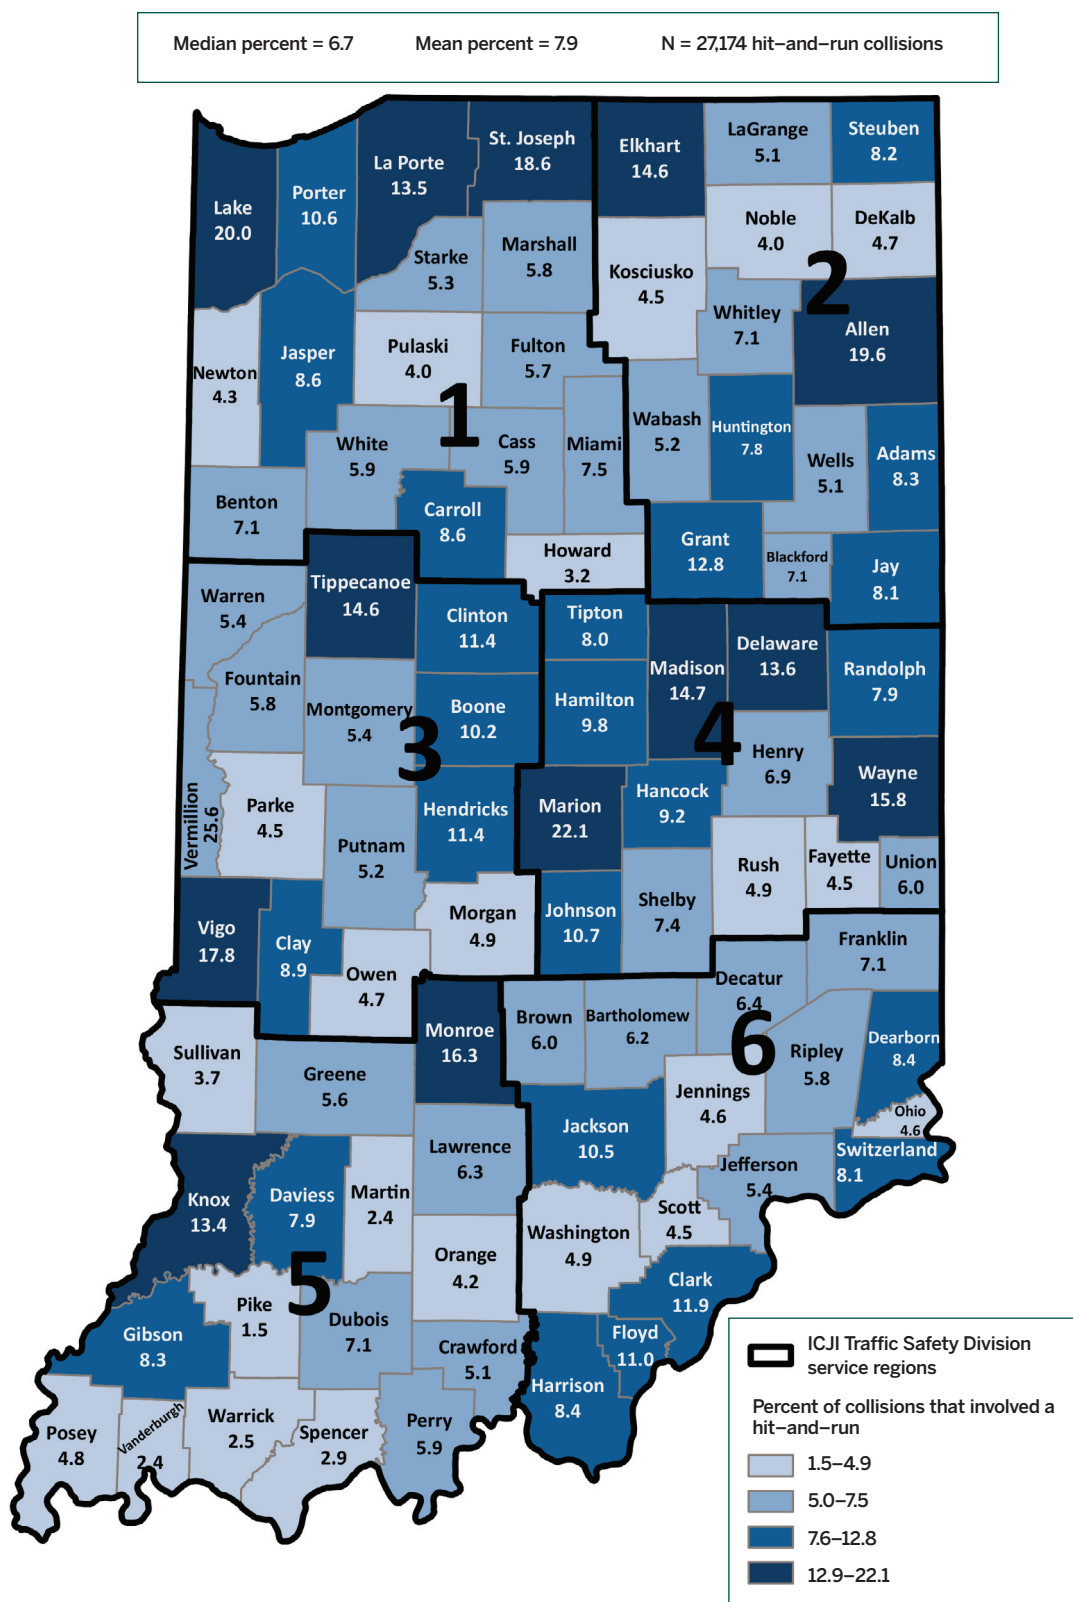 Median percent = 6.7 Mean percent = 7.9 N = 27,174 hit–and–run collisions
Lake
20.0
Porter
10.6
La Porte
13.5
St. Joseph
18.6
Elkhart
14.6
LaGrange
5.1
Steuben
8.2
Noble
4.0
DeKalb
4.7
Starke
5.3
Marshall
5.8
Kosciusko
4.5
2
Whitley
7.1
Allen
19.6
Newton
4.3
Jasper
8.6
Pulaski
4.0
Fulton
5.7
1
White
5.9
Cass
5.9
Miami
7.5
Wabash
5.2
Huntington
7.8
Wells
5.1
Adams
8.3
Benton
7.1
Carroll
8.6
Howard
3.2
Grant
12.8
Blackford
7.1
Jay
8.1
Warren
5.4
Tippecanoe
14.6
Clinton
11.4
Tipton
8.0
Madison
14.7
Delaware
13.6
Randolph
7.9
Fountain
5.8
Montgomery
5.4
3
Boone
10.2
Hamilton
9.8
4
Henry
6.9
Wayne
15.8
Vermillion
25.6
Parke
4.5
Putnam
5.2
Hendricks
11.4
Marion
22.1
Hancock
9.2
Rush
4.9
Fayette
4.5
Union
6.0
Vigo
17.8
Clay
8.9
Owen
4.7
Morgan
4.9
Johnson
10.7
Shelby
7.4
Franklin
7.1
Decatur
6.4
6
Sullivan
3.7
Greene
5.6
Monroe
16.3
Brown
6.0
Bartholomew
6.2
Ripley
5.8
Dearborn
8.4
Jennings
4.6
Ohio
4.6
Knox
13.4
Daviess
7.9
Martin
2.4
Lawrence
6.3
Jackson
10.5
Jefferson
5.4
Switzerland
8.1
Scott
4.5
Washington
4.9
Orange
4.2
5
Clark
11.9
Gibson
8.3
Pike
1.5
Dubois
7.1
Crawford
5.1
Floyd
11.0
Harrison
8.4
Posey
4.8
Vanderburgh
2.4
Warrick
2.5
Spencer
2.9
Perry
5.9
ICJI Traffic Safety Division
service regions
Percent of collisions that involved a
hit–and–run
1.5–4.9
5.0–7.5
7.6–12.8
12.9–22.1